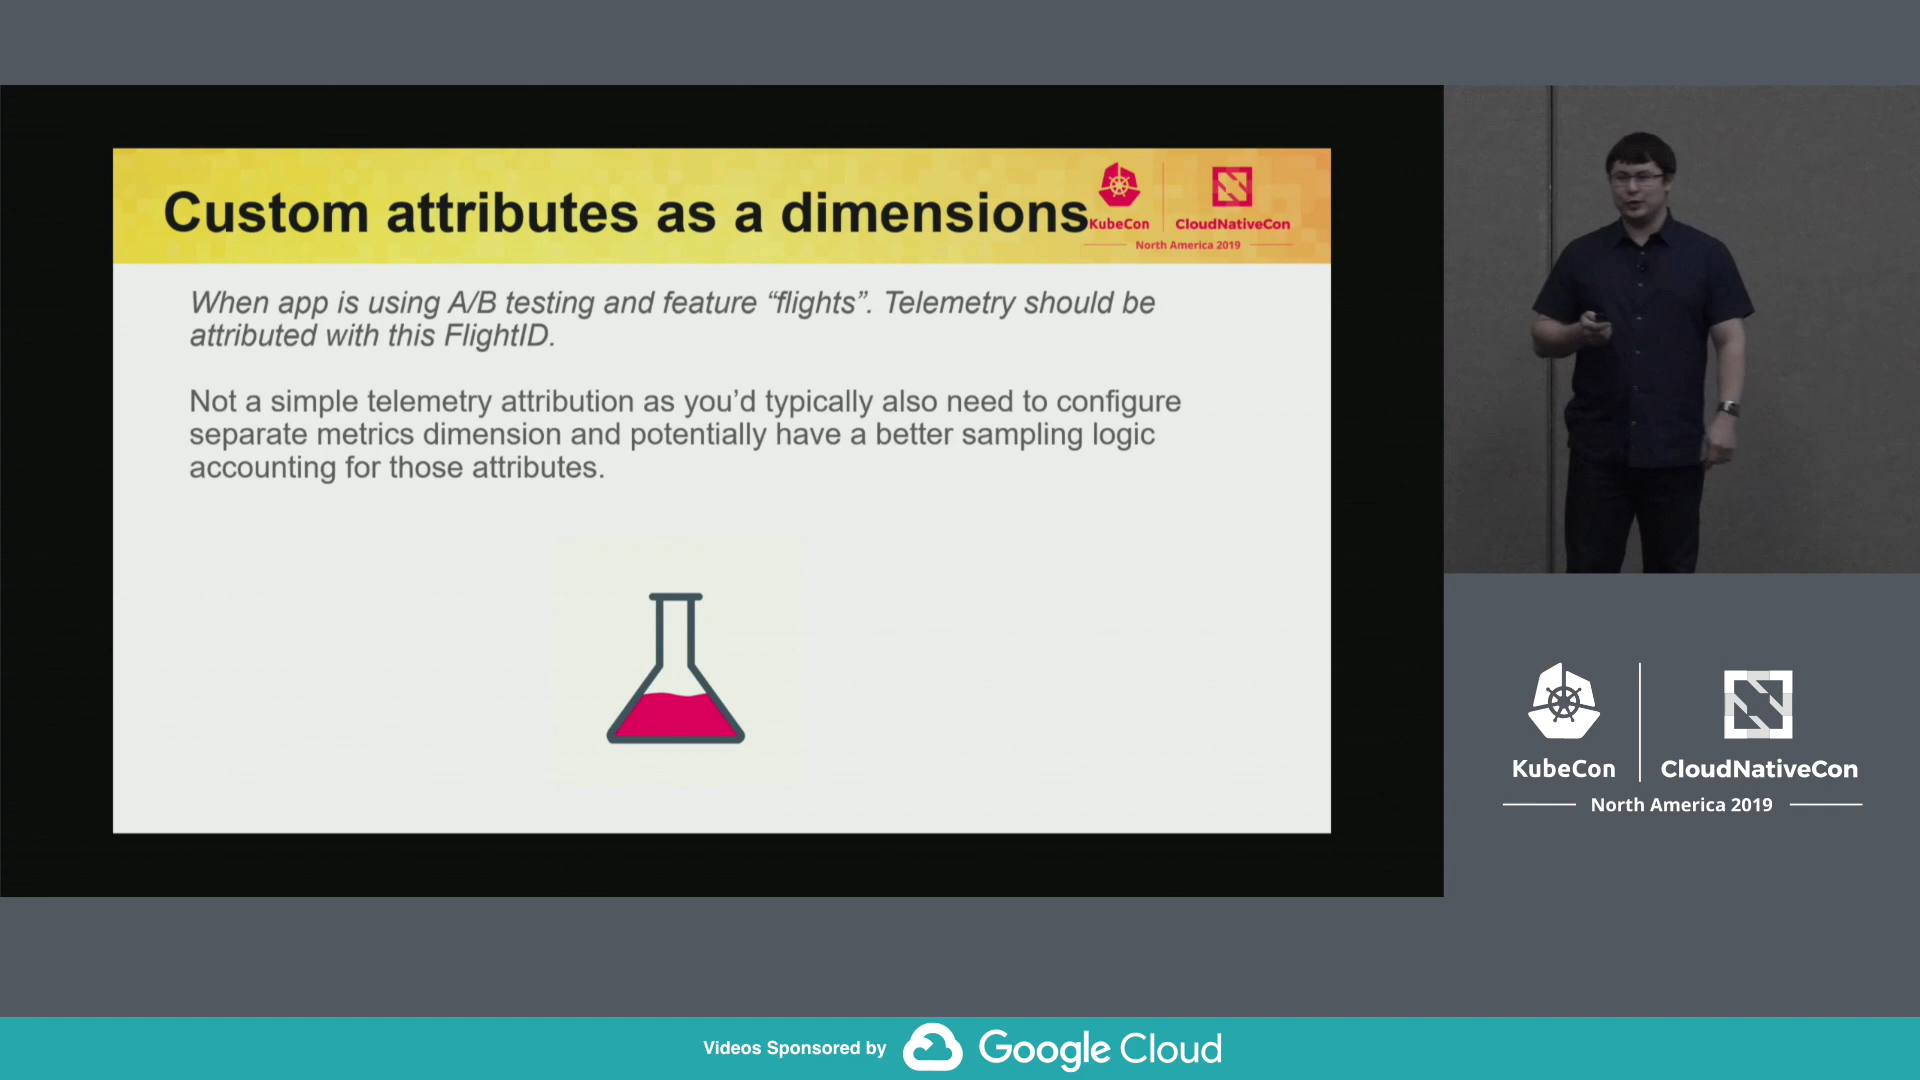 Custom attributes as a dimensions
KubeCon
CloudNativeCon
North America 2019
When app is using A/B testing and feature “flights”. Telemetry should be
attributed with this FlightID.
Not a simple telemetry attribution as you’d typically also need to configure
separate metrics dimension and potentially have a better sampling logic
accounting for those attributes.
KubeCon
CloudNativeCon
North America 2019
Videos Sponsored by
Google Cloud